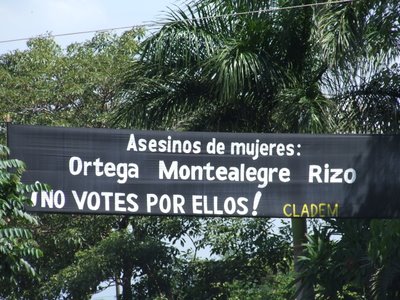 Asesinos de mujeres:
Ortega Montealegre Rizo
¡NO VOTES POR ELLOS! CLADEM